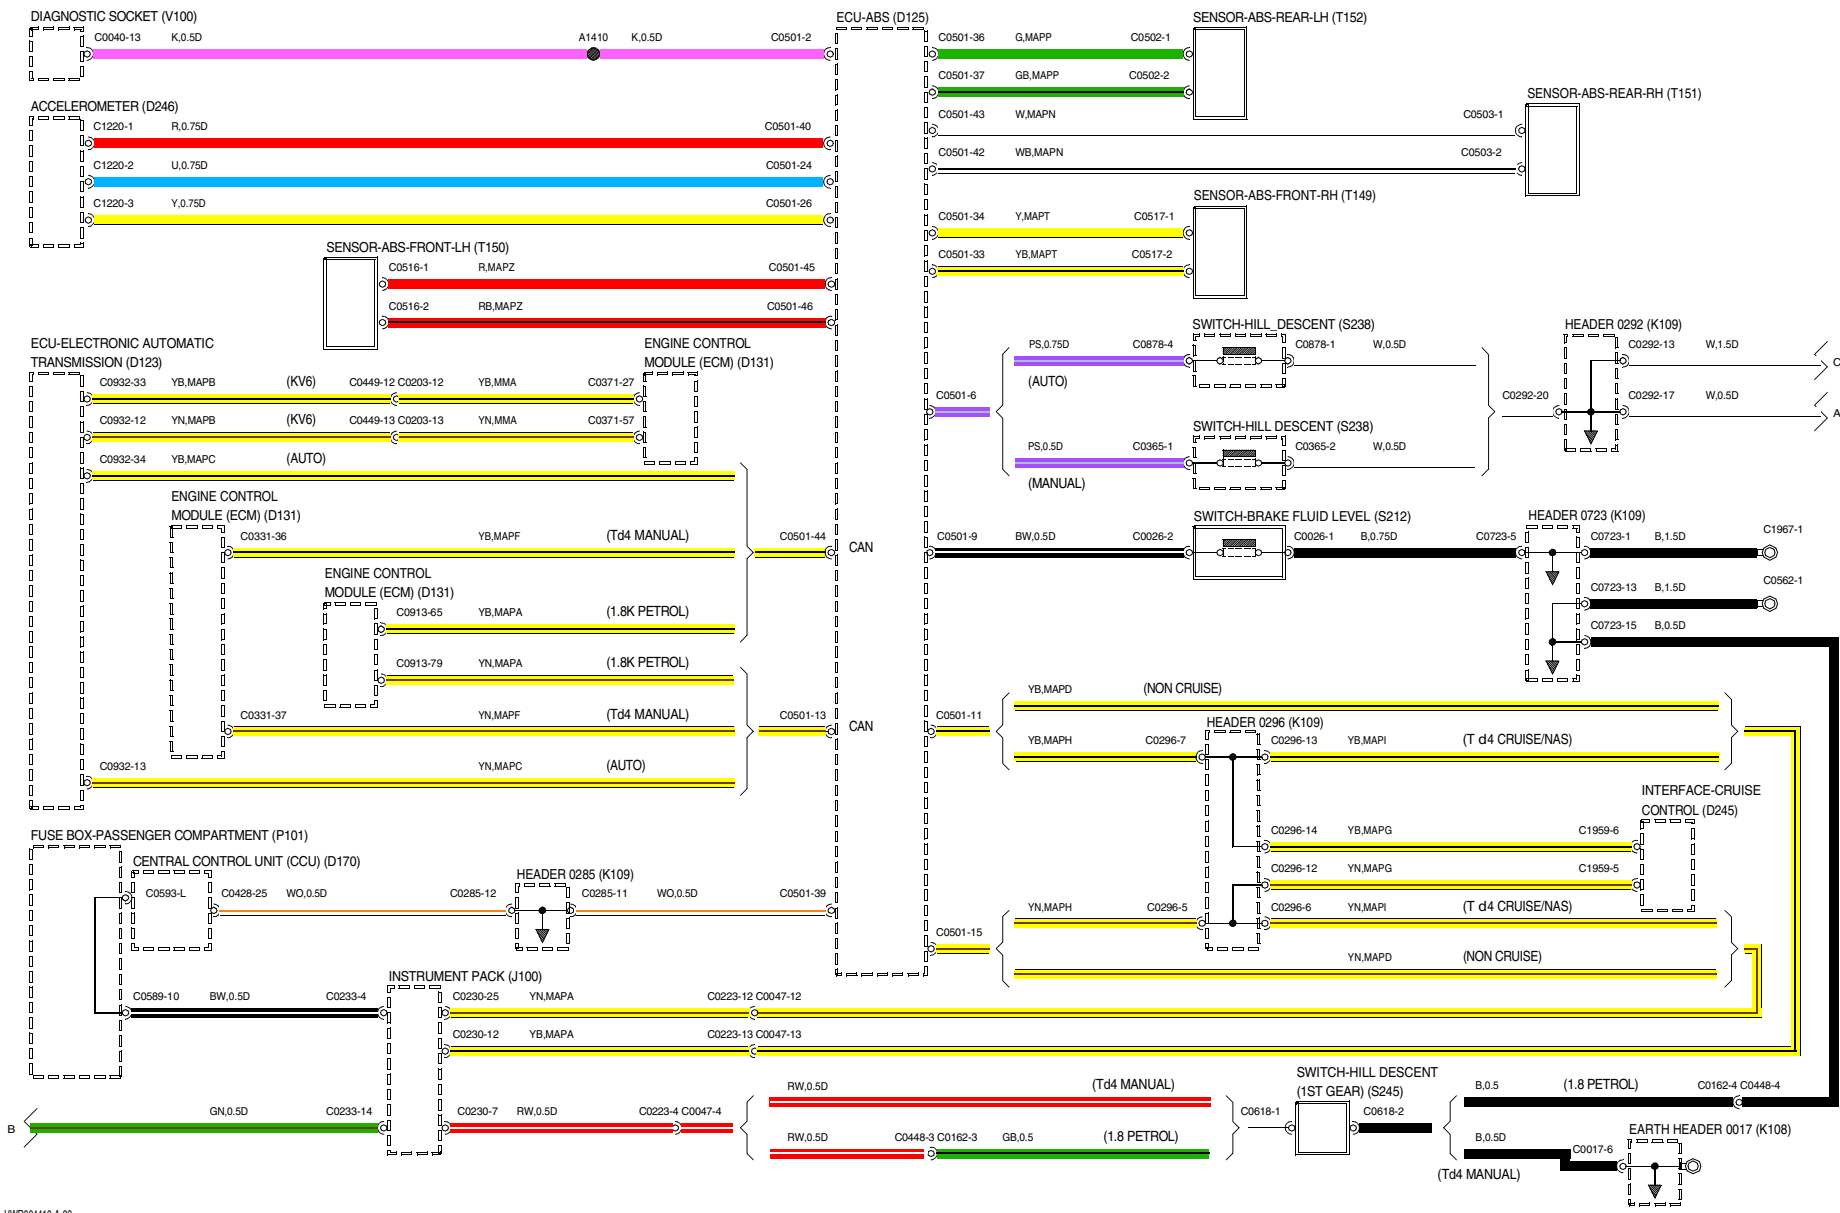 DIAGNOSTIC SOCKET (V100)
C0040-13 K,0.5D A1410 K,0.5D C0501-2
ECU-ABS (D125)
ACCELEROMETER (D246)
C1220-1 R,0.75D C0501-40
C1220-2 U,0.75D C0501-24
C1220-3 Y,0.75D C0501-26
SENSOR-ABS-FRONT-LH (T150)
C0516-1 R,MAPZ C0501-45
C0516-2 RB,MAPZ C0501-46
ECU-ELECTRONIC AUTOMATIC
TRANSMISSION (D123)
ENGINE CONTROL
MODULE (ECM) (D131)
C0932-33 YB,MAPB (KV6) C0449-12 C0203-12 YB,MMA C0371-27
C0932-12 YN,MAPB (KV6) C0449-13 C0203-13 YN,MMA C0371-57
C0932-34 YB,MAPC (AUTO)
ENGINE CONTROL
MODULE (ECM) (D131)
C0331-36 YB,MAPF (Td4 MANUAL) C0501-44 CAN
ENGINE CONTROL
MODULE (ECM) (D131)
C0913-65 YB,MAPA (1.8K PETROL)
C0913-79 YN,MAPA (1.8K PETROL)
C0331-37 YN,MAPF (Td4 MANUAL) C0501-13 CAN
C0932-13 YN,MAPC (AUTO)
FUSE BOX-PASSENGER COMPARTMENT (P101)
CENTRAL CONTROL UNIT (CCU) (D170)
HEADER 0285 (K109)
C0593-L C0428-25 WO,0.5D C0285-12 C0285-11 WO,0.5D C0501-39
SENSOR-ABS-REAR-LH (T152)
C0501-36 G,MAPP C0502-1
C0501-37 GB,MAPP C0502-2
SENSOR-ABS-REAR-RH (T151)
C0501-43 W,MAPN C0503-1
C0501-42 WB,MAPN C0503-2
SENSOR-ABS-FRONT-RH (T149)
C0501-34 Y,MAPT C0517-1
C0501-33 YB,MAPT C0517-2
SWITCH-HILL_DESCENT (S238)
HEADER 0292 (K109)
PS,0.75D C0878-4 C0878-1 W,0.5D C0292-13 W,1.5D C
(AUTO)
C0501-6 C0292-20 C0292-17 W,0.5D A
SWITCH-HILL DESCENT (S238)
PS,0.5D C0365-1 C0365-2 W,0.5D
(MANUAL)
SWITCH-BRAKE FLUID LEVEL (S212)
HEADER 0723 (K109)
C0501-9 BW,0.5D C0026-2 C0026-1 B,0.75D C0723-5 C0723-1 B,1.5D C1967-1
C0723-13 B,1.5D C0562-1
C0723-15 B,0.5D
YB,MAPD (NON CRUISE)
C0501-11
HEADER 0296 (K109)
YB,MAPH C0296-7 C0296-13 YB,MAPI (T d4 CRUISE/NAS)
INTERFACE-CRUISE
CONTROL (D245)
C0296-14 YB,MAPG C1959-6
C0296-12 YN,MAPG C1959-5
YN,MAPH C0296-5 C0296-6 YN,MAPI (T d4 CRUISE/NAS)
C0501-15
YN,MAPD (NON CRUISE)
INSTRUMENT PACK (J100)
C0589-10 BW,0.5D C0233-4 C0230-25 YN,MAPA C0223-12 C0047-12
C0230-12 YB,MAPA C0223-13 C0047-13
B GN,0.5D C0233-14 C0230-7 RW,0.5D C0223-4 C0047-4
RW,0.5D (Td4 MANUAL)
RW,0.5D C0448-3 C0162-3 GB,0.5 (1.8 PETROL)
SWITCH-HILL DESCENT
(1ST GEAR) (S245)
C0618-1 C0618-2
B,0.5 (1.8 PETROL) C0162-4 C0448-4
EARTH HEADER 0017 (K108)
B,0.5D C0017-6
(Td4 MANUAL)